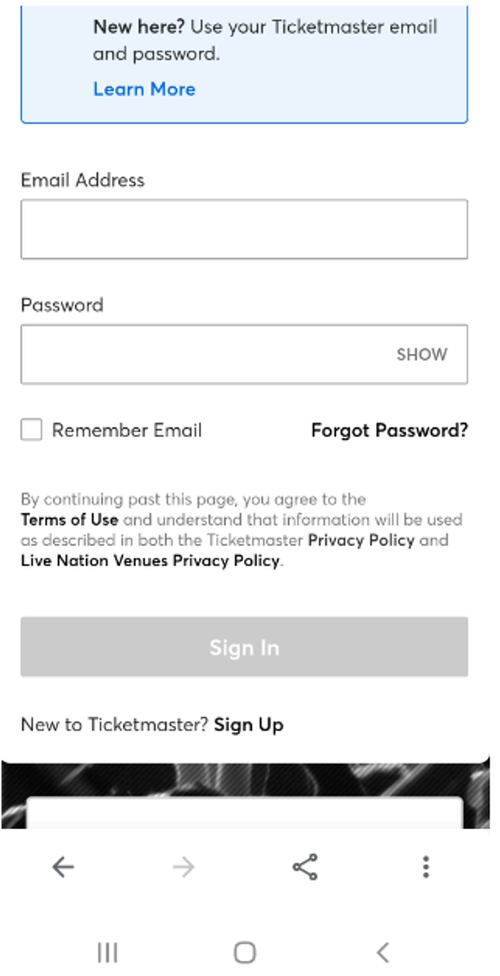 New here? Use your Ticketmaster email
and password.
Learn More
Email Address
Password
SHOW
Remember Email
Forgot Password?
By continuing past this page, you agree to the
Terms of Use and understand that information will be used
as described in both the Ticketmaster Privacy Policy and
Live Nation Venues Privacy Policy.
Sign In
New to Ticketmaster? Sign Up